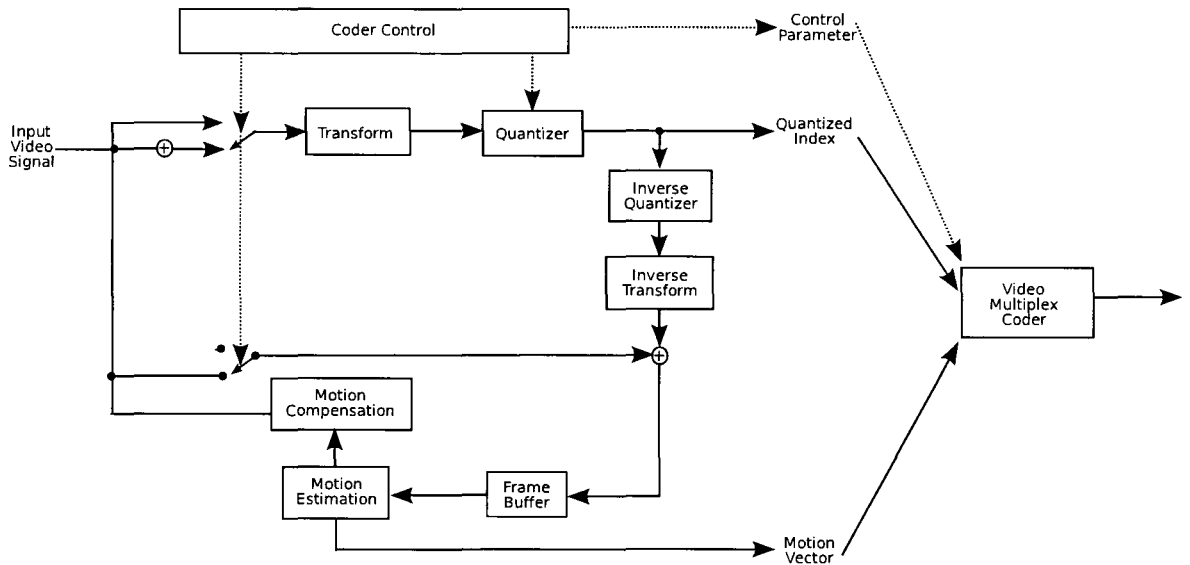 Coder Control
Control
Parameter
Input
Video
Signal
Transform
Quantizer
Quantized
Index
Inverse
Quantizer
Inverse
Transform
Video
Multiplex
Coder
Motion
Compensation
Motion
Estimation
Frame
Buffer
Motion
Vector